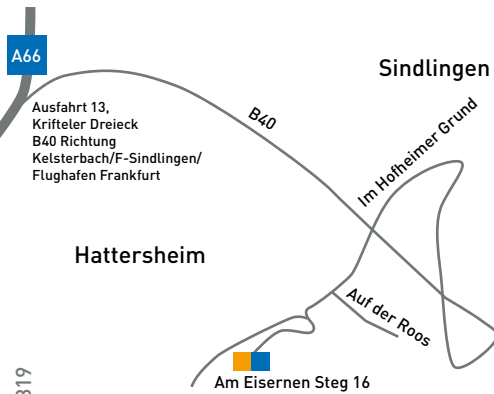 A66
Sindlingen
Ausfahrt 13,
Krifteler Dreieck
B40 Richtung
Kelsterbach/F-Sindlingen/
Flughafen Frankfurt
B40
Im Hofheimer Grund
Hattersheim
Auf der Roos
Am Eisernen Steg 16
319